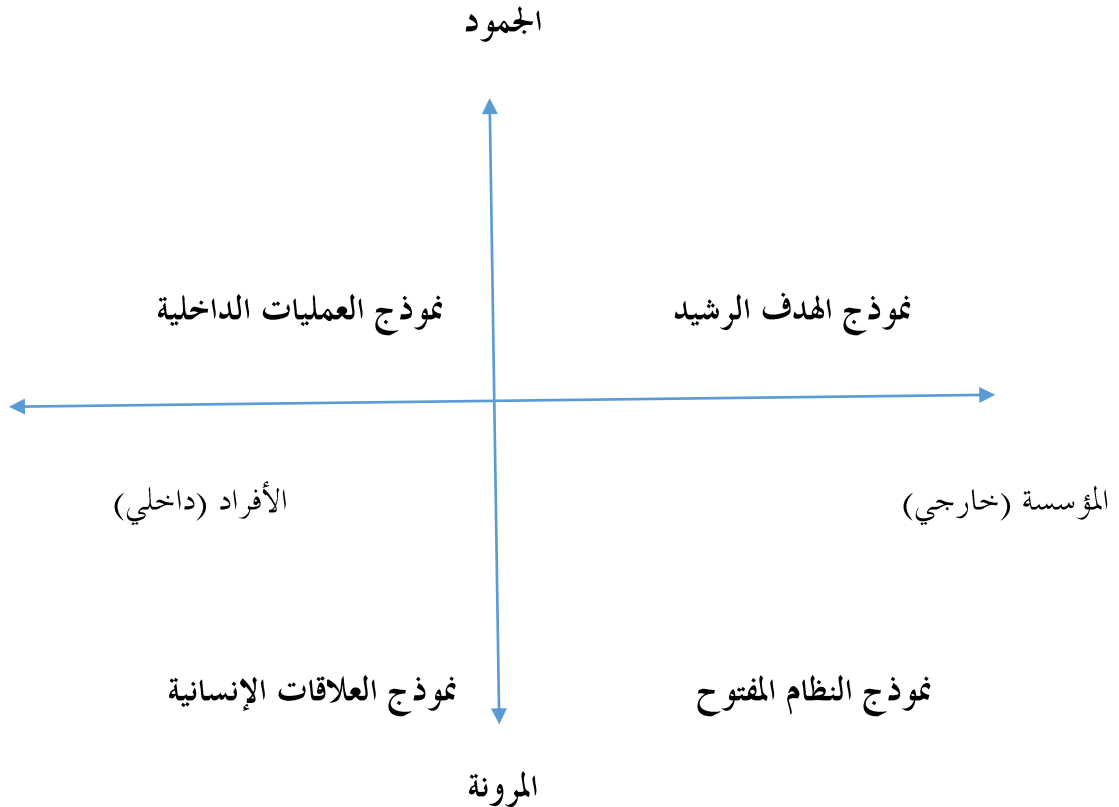 الجمود
نموذج الهدف الرشيد
نموذج العمليات الداخلية
المؤسسة (خارجي)
الأفراد (داخلي)
نموذج النظام المفتوح
نموذج العلاقات الإنسانية
المرونة